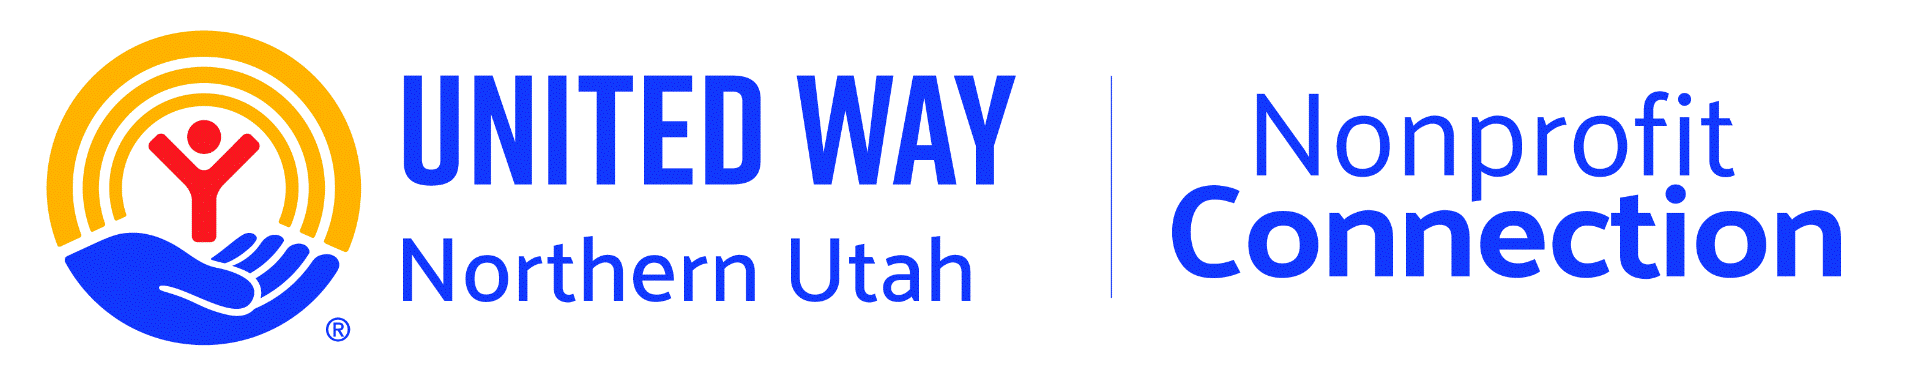 UNITED WAY
Northern Utah
®
Nonprofit
Connection